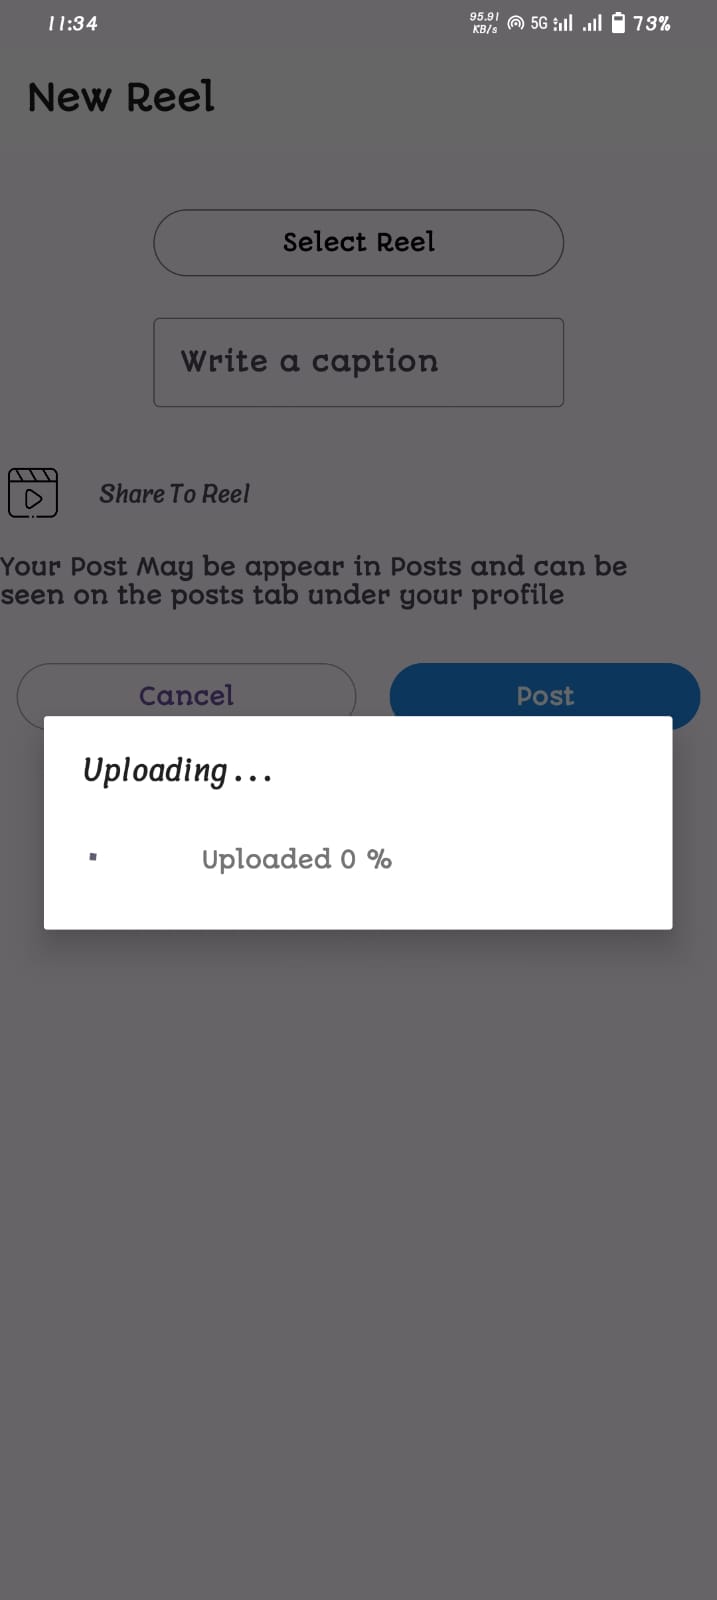 11:34
95.91
KB/s
5G
73%
New Reel
Select Reel
Write a caption
Share To Reel
Your Post May be appear in Posts and can be
seen on the posts tab under your profile
Cancel
Post
Uploading...
Uploaded 0 %